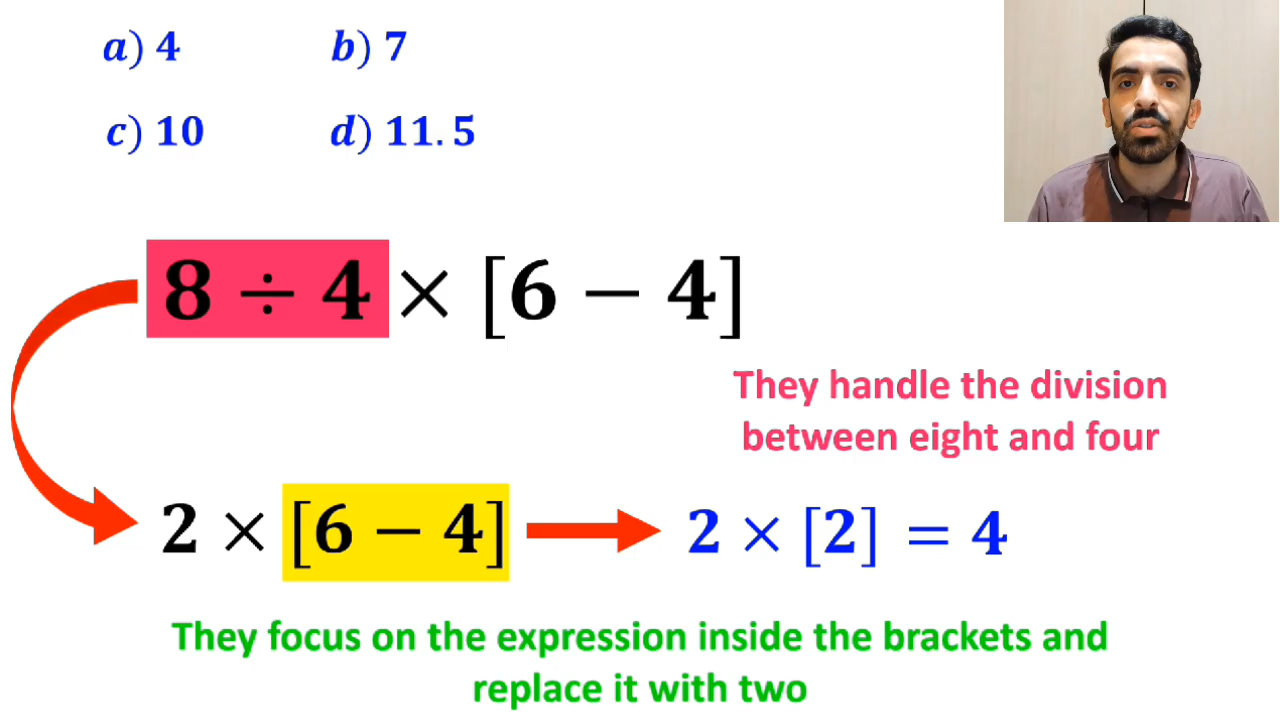 a) 4 b) 7
c) 10 d) 11.5
8 ÷ 4 × [6 − 4]
They handle the division
between eight and four
2 × [6 − 4] 2 × [2] = 4
They focus on the expression inside the brackets and
replace it with two